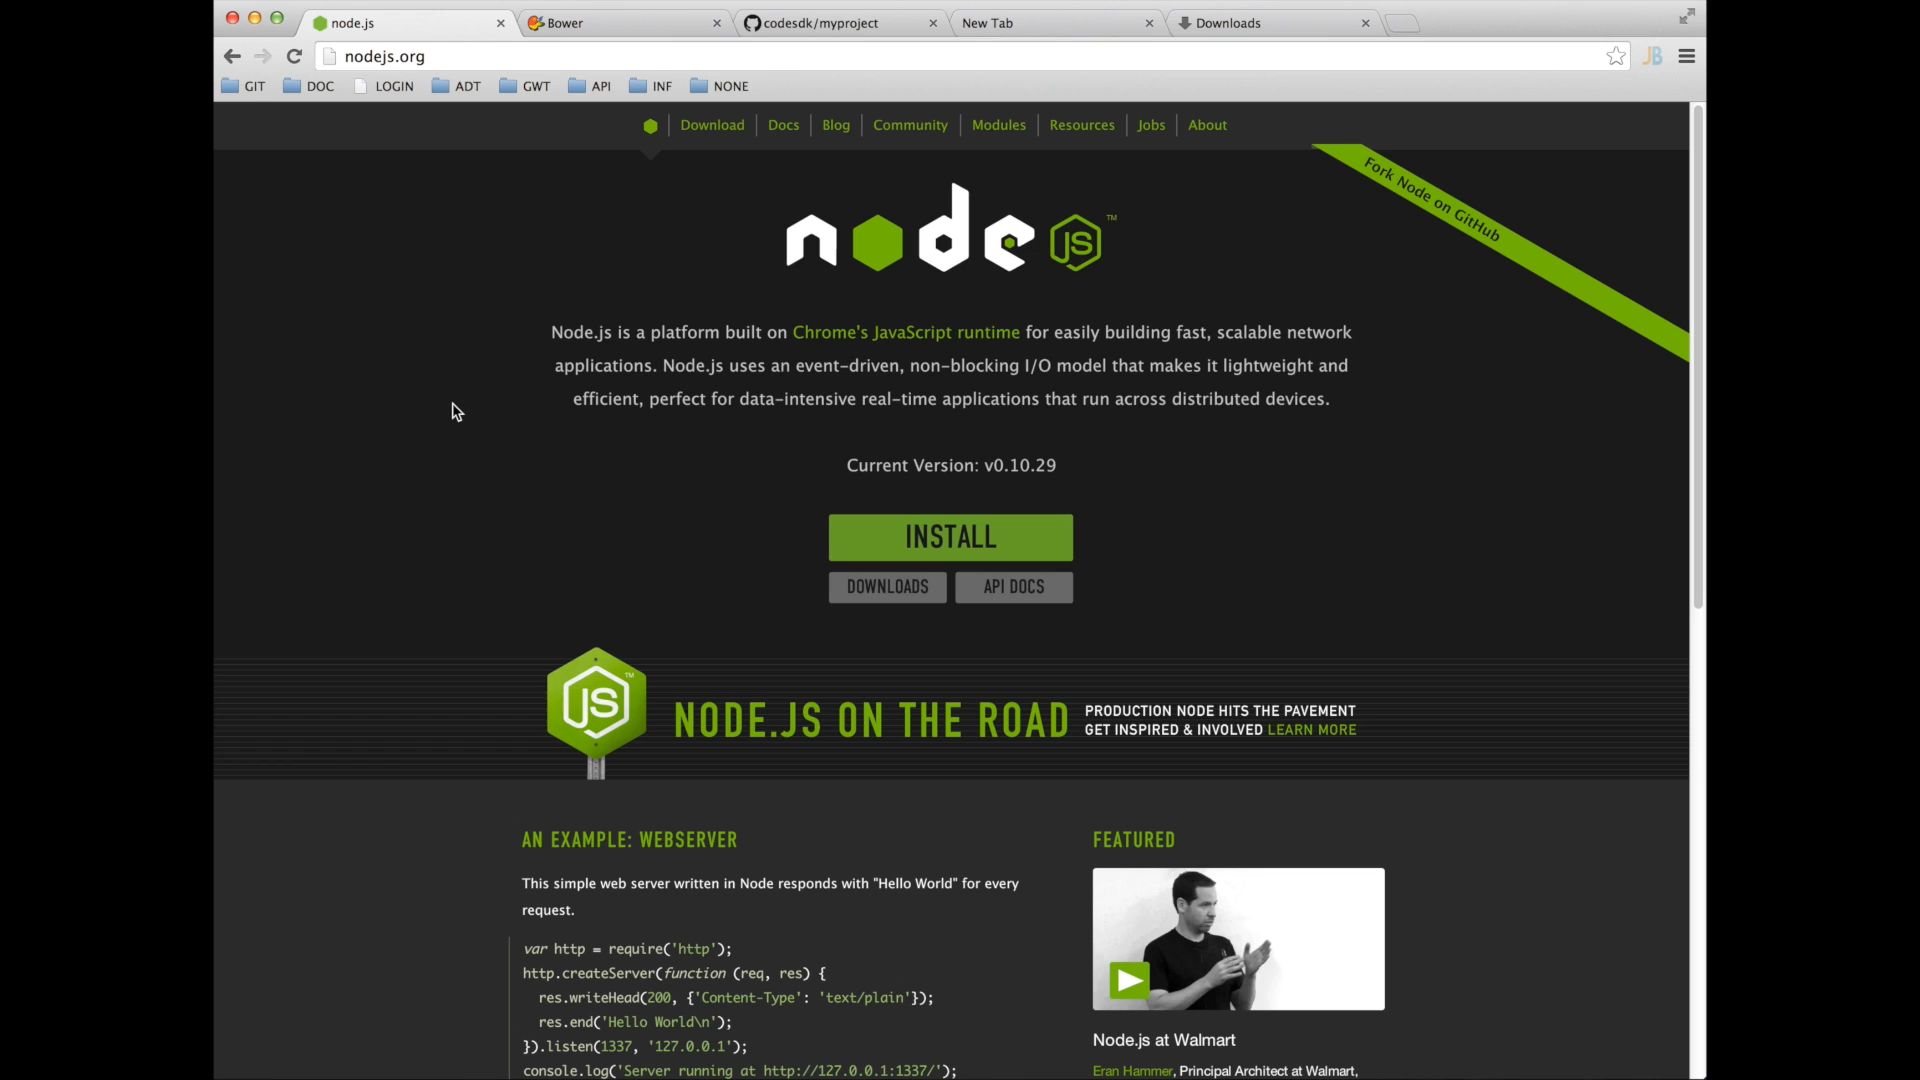 node.js
Bower
codesdk/myproject
New Tab
Downloads
nodejs.org
JB
GIT
DOC
LOGIN
ADT
GWT
API
INF
NONE
Download
Docs
Blog
Community
Modules
Resources
Jobs
About
Fork Node on GitHub
node JS ™
Node.js is a platform built on Chrome's JavaScript runtime for easily building fast, scalable network
applications. Node.js uses an event-driven, non-blocking I/O model that makes it lightweight and
efficient, perfect for data-intensive real-time applications that run across distributed devices.
Current Version: v0.10.29
INSTALL
DOWNLOADS
API DOCS
JS ™
NODE.JS ON THE ROAD
PRODUCTION NODE HITS THE PAVEMENT
GET INSPIRED & INVOLVED LEARN MORE
AN EXAMPLE: WEBSERVER
This simple web server written in Node responds with "Hello World" for every
request.
var http = require('http');
http.createServer(function (req, res) {
  res.writeHead(200, {'Content-Type': 'text/plain'});
  res.end('Hello World\n');
}).listen(1337, '127.0.0.1');
console.log('Server running at http://127.0.0.1:1337/');
FEATURED
Node.js at Walmart
Eran Hammer, Principal Architect at Walmart,